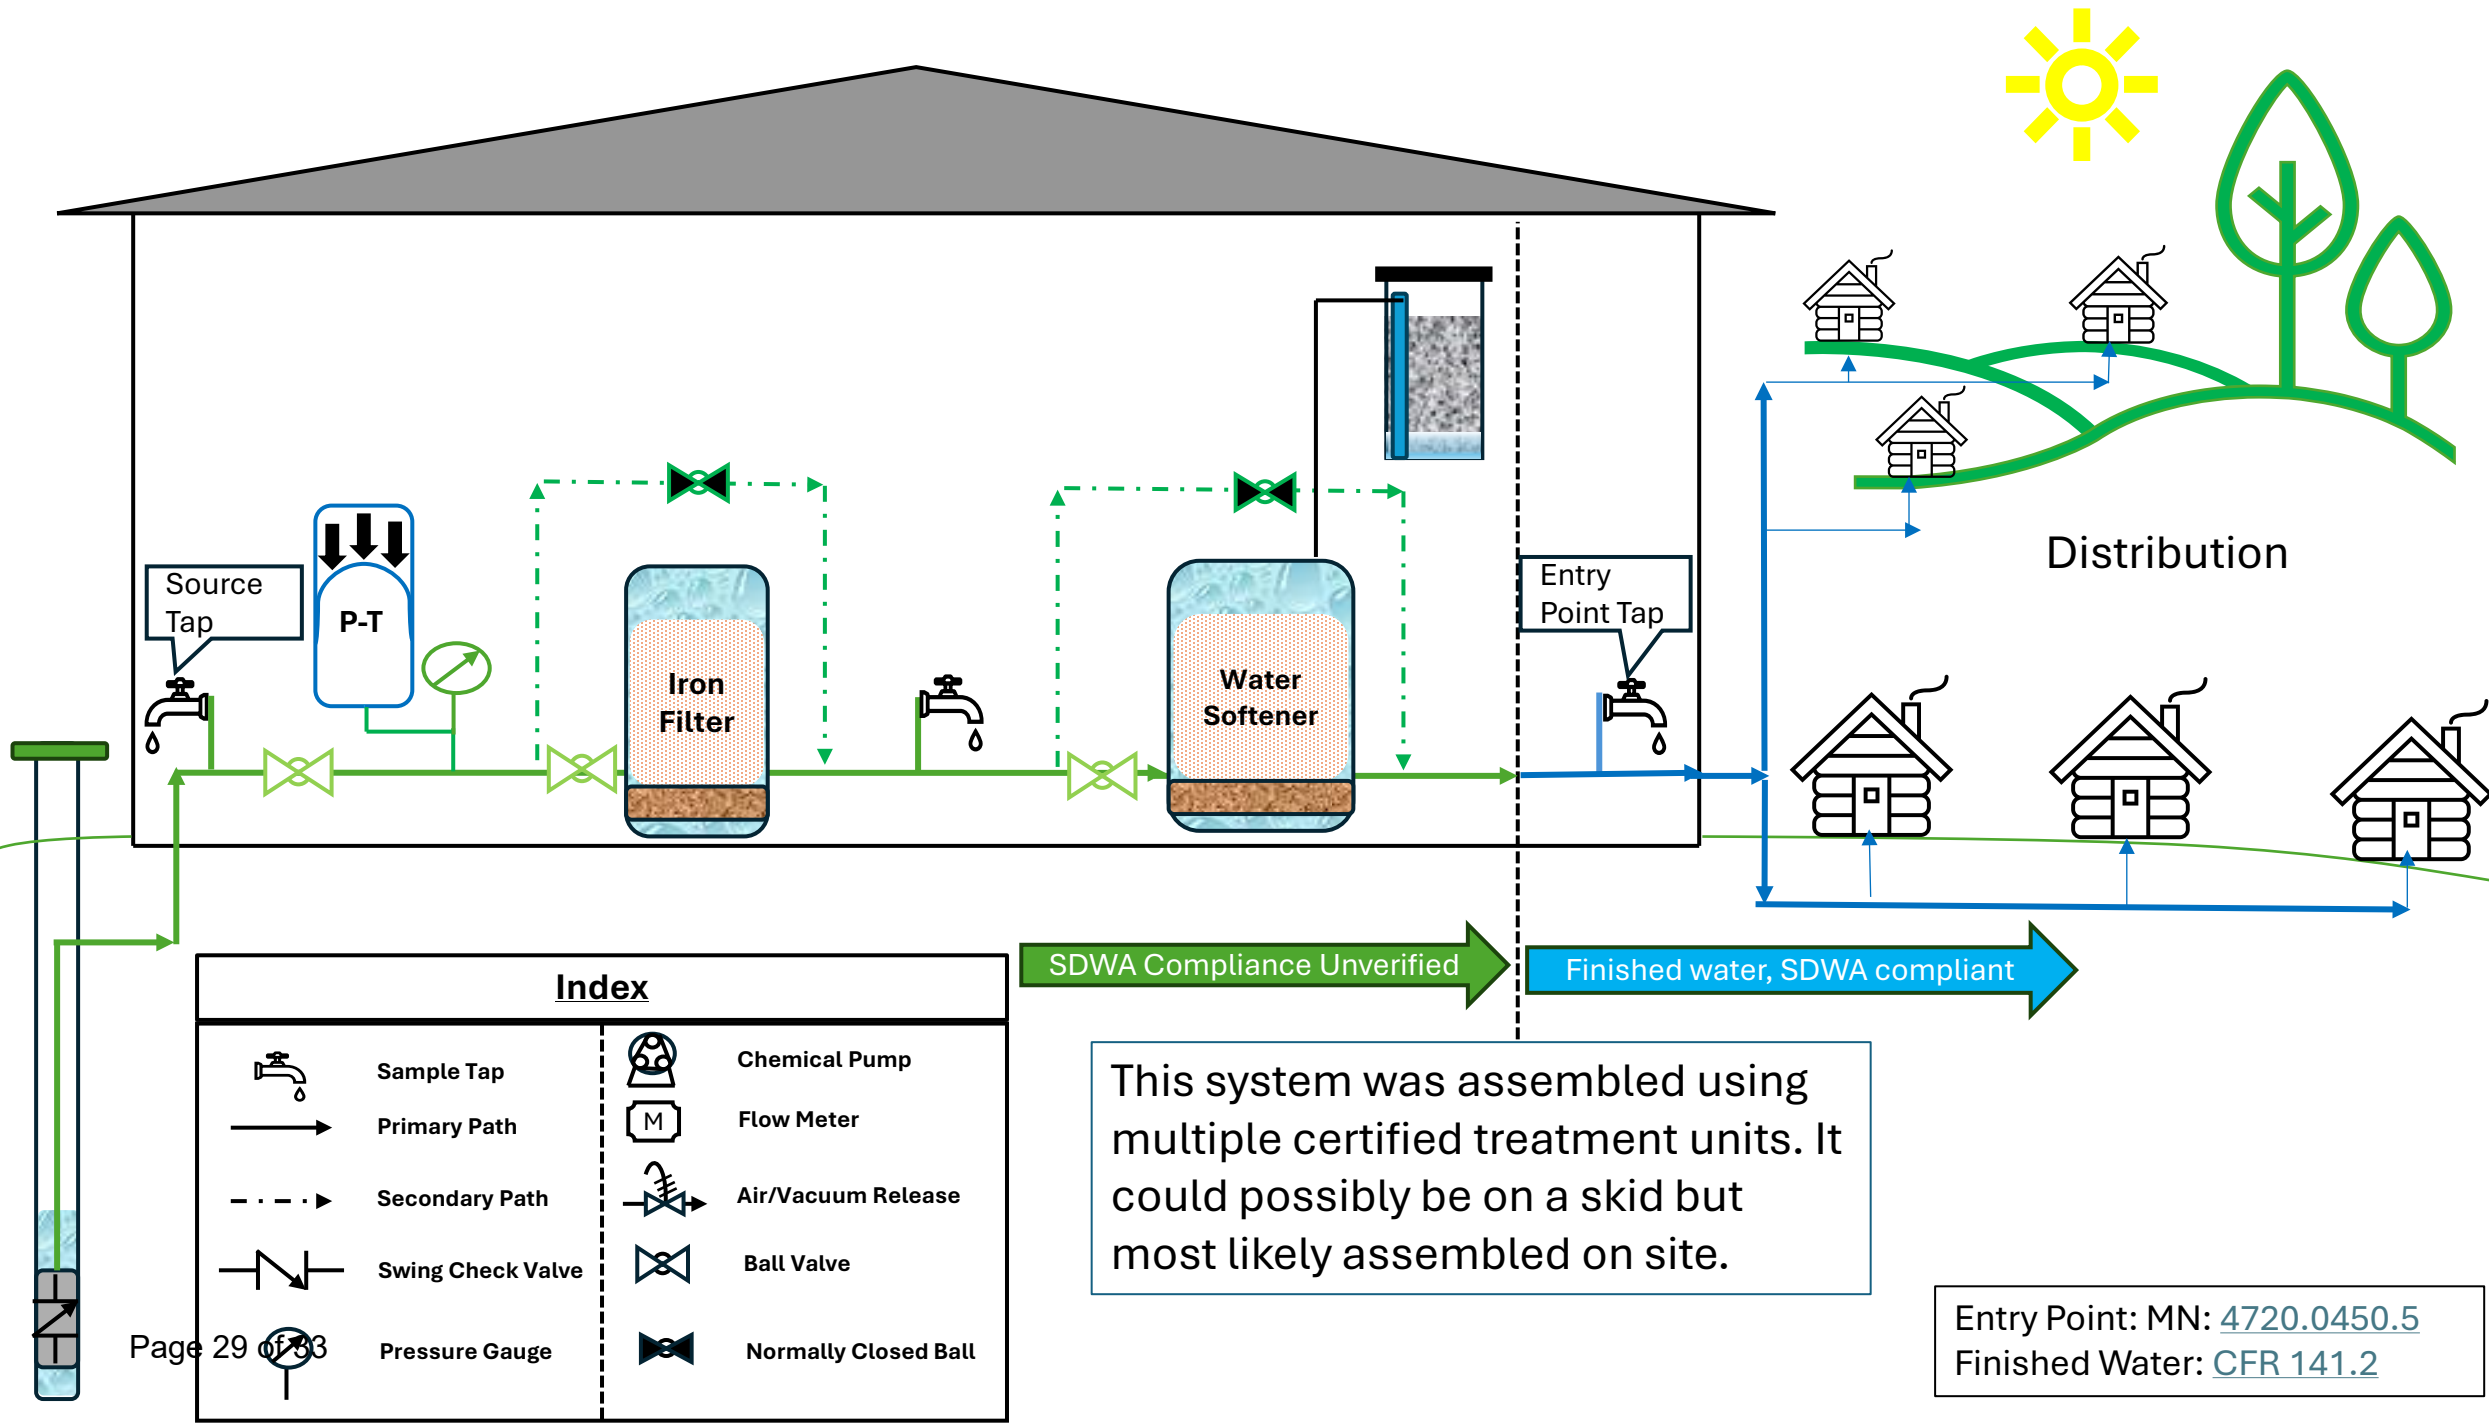 Source
Tap
P-T
Iron
Filter
Water
Softener
Entry
Point Tap
Distribution
SDWA Compliance Unverified
Finished water, SDWA compliant
Index
Sample Tap
Primary Path
Secondary Path
Swing Check Valve
Pressure Gauge
Chemical Pump
M
Flow Meter
Air/Vacuum Release
Ball Valve
Normally Closed Ball
This system was assembled using
multiple certified treatment units. It
could possibly be on a skid but
most likely assembled on site.
Entry Point: MN: 4720.0450.5
Finished Water: CFR 141.2
Page 29 of 33